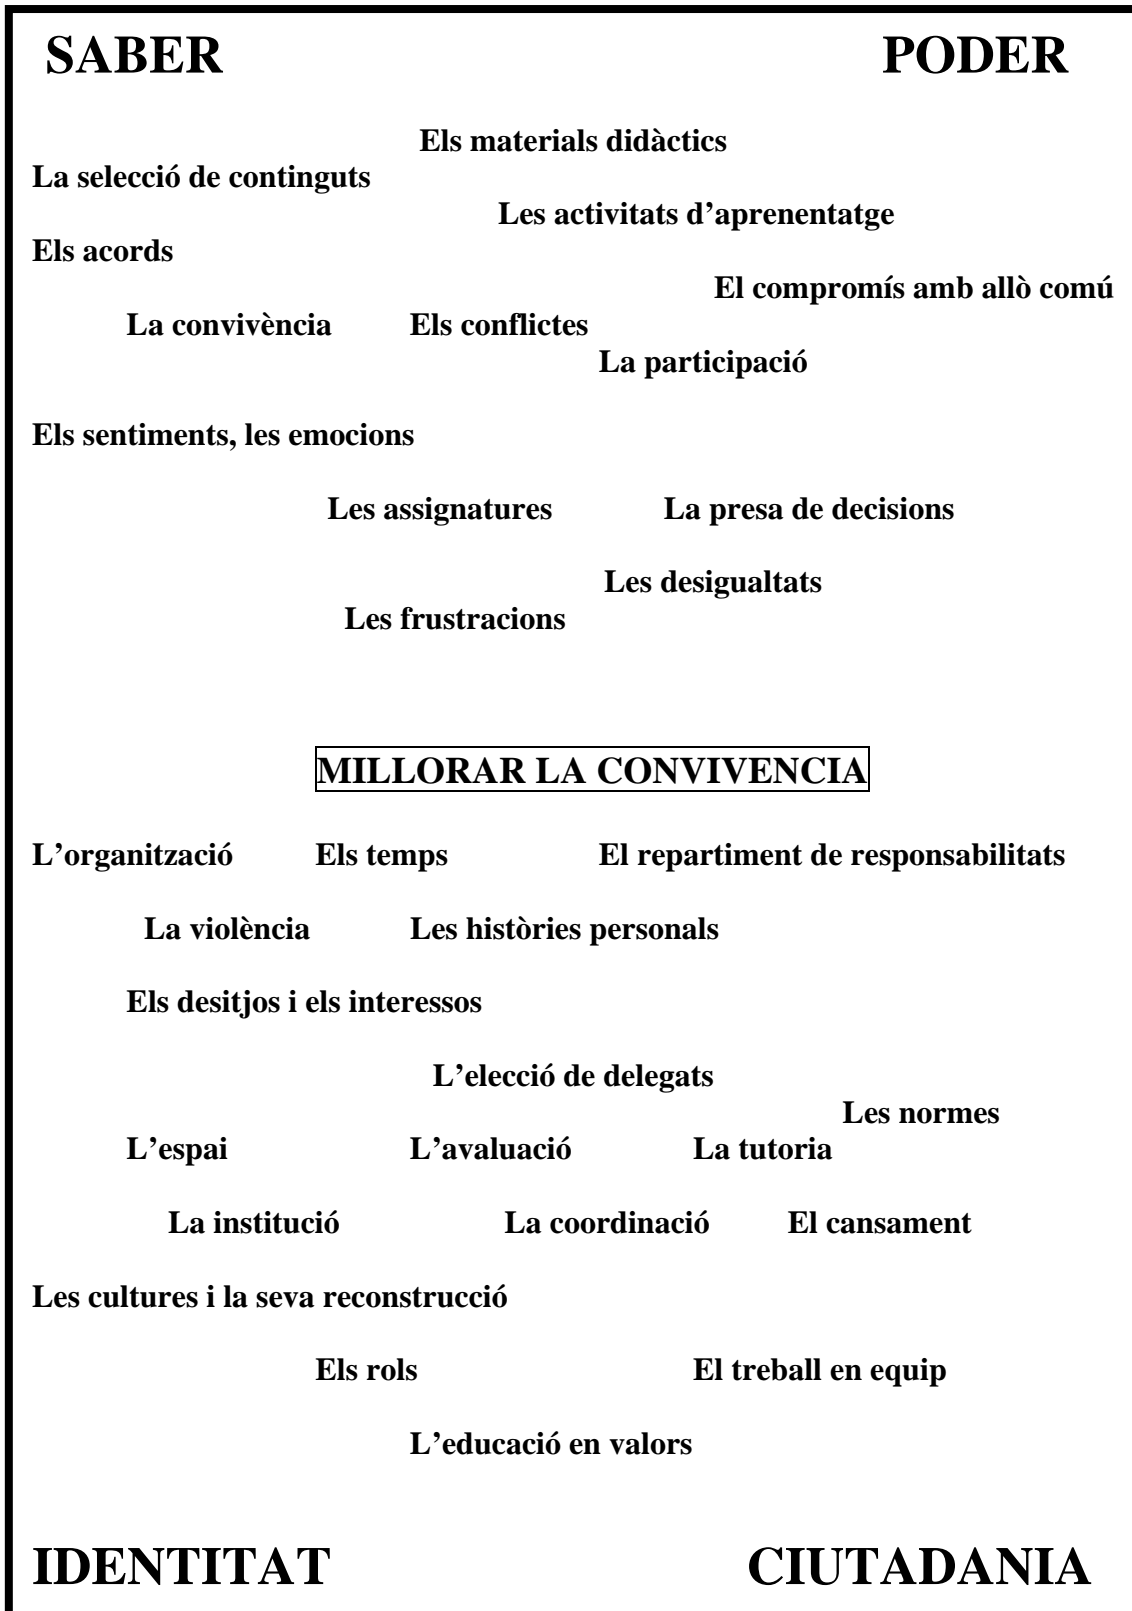 SABER PODER
Els materials didàctics
La selecció de continguts
Les activitats d’aprenentatge
Els acords
El compromís amb allò comú
La convivència Els conflictes
La participació
Els sentiments, les emocions
Les assignatures La presa de decisions
Les desigualtats
Les frustracions
MILLORAR LA CONVIVENCIA
L’organització Els temps El repartiment de responsabilitats
La violència Les històries personals
Els desitjos i els interessos
L’elecció de delegats
Les normes
L’espai L’avaluació La tutoria
La institució La coordinació El cansament
Les cultures i la seva reconstrucció
Els rols El treball en equip
L’educació en valors
IDENTITAT CIUTADANIA